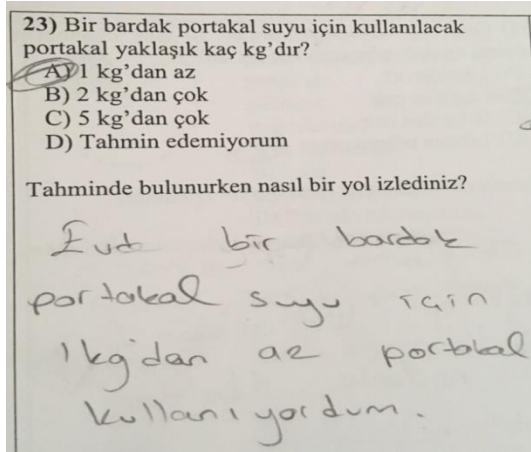 23) Bir bardak portakal suyu için kullanılacak
portakal yaklaşık kaç kg'dır?
A) 1 kg'dan az
B) 2 kg'dan çok
C) 5 kg'dan çok
D) Tahmin edemiyorum
Tahminde bulunurken nasıl bir yol izlediniz?
Evde bir bardak
portakal suyu için
1 kg'dan az portakal
kullanıyordum.